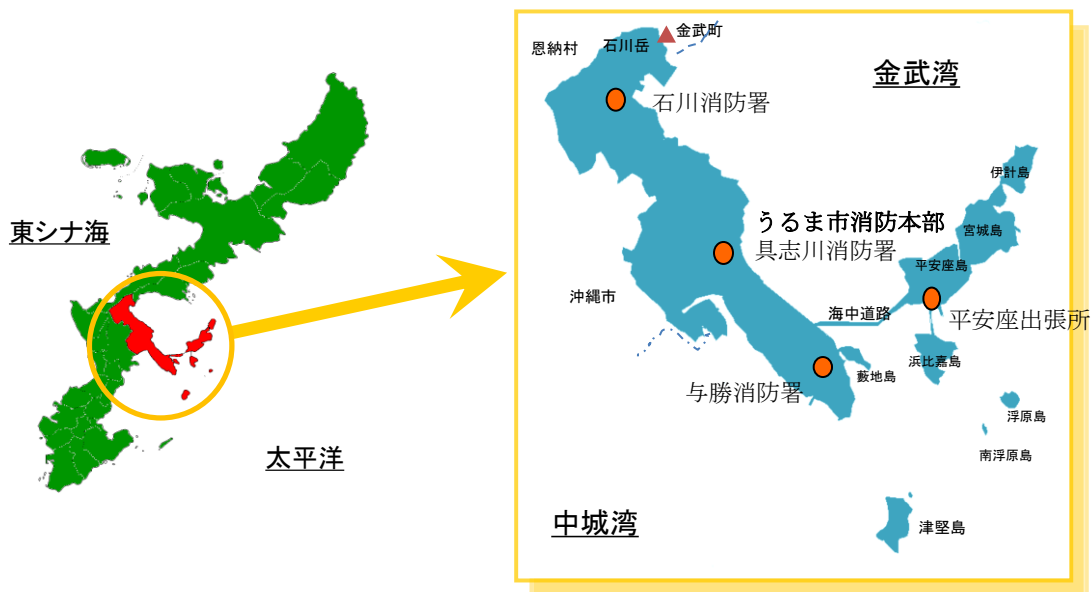 東シナ海
太平洋
恩納村
石川岳
金武町
金武湾
石川消防署
伊計島
うるま市消防本部
具志川消防署
宮城島
平安座島
沖縄市
海中道路
平安座出張所
浜比嘉島
藪地島
与勝消防署
浮原島
南浮原島
中城湾
津堅島